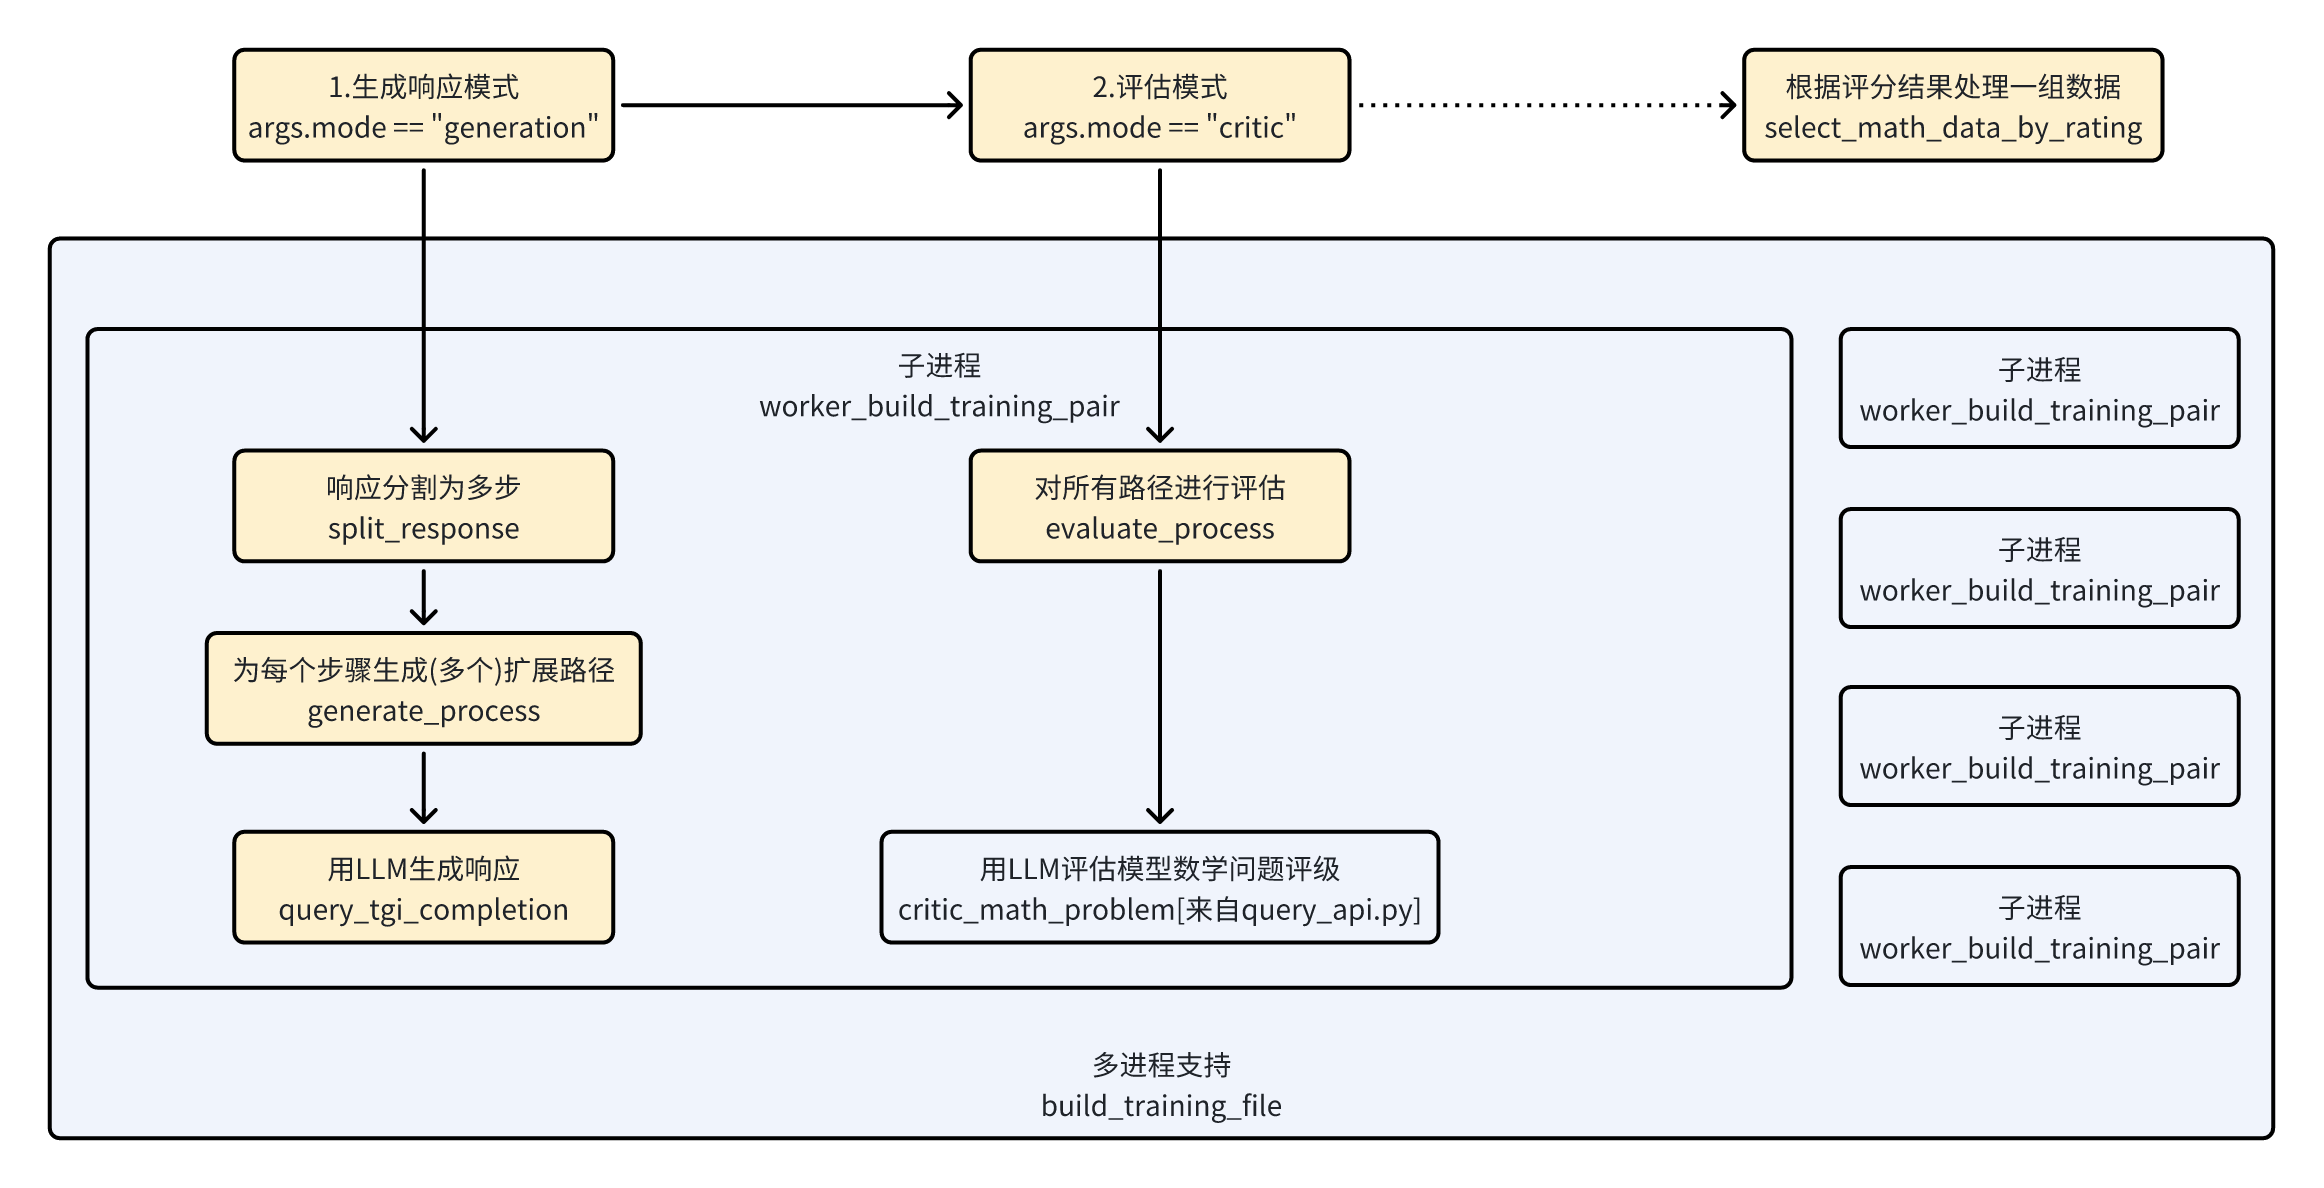 1.生成响应模式
args.mode == "generation"
2.评估模式
args.mode == "critic"
根据评分结果处理一组数据
select_math_data_by_rating
子进程
worker_build_training_pair
响应分割为多步
split_response
为每个步骤生成(多个)扩展路径
generate_process
用LLM生成响应
query_tgi_completion
对所有路径进行评估
evaluate_process
用LLM评估模型数学问题评级
critic_math_problem[来自query_api.py]
子进程
worker_build_training_pair
子进程
worker_build_training_pair
子进程
worker_build_training_pair
子进程
worker_build_training_pair
多进程支持
build_training_file